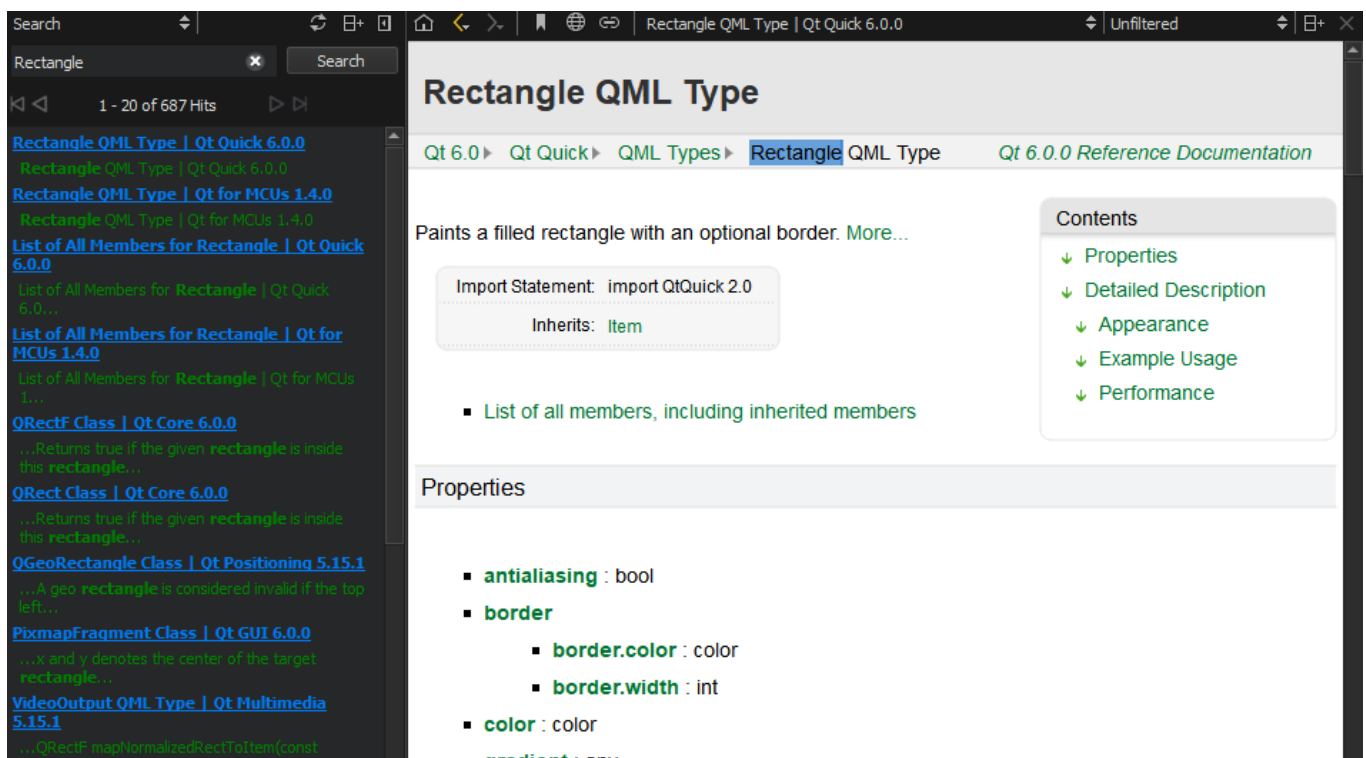 Search
Rectangle QML Type | Qt Quick 6.0.0
Unfiltered
Rectangle
Search
1 - 20 of 687 Hits
Rectangle QML Type | Qt Quick 6.0.0
Rectangle QML Type | Qt Quick 6.0.0
Rectangle QML Type | Qt for MCUs 1.4.0
Rectangle QML Type | Qt for MCUs 1.4.0
List of All Members for Rectangle | Qt Quick
6.0.0
List of All Members for Rectangle | Qt Quick
6.0...
List of All Members for Rectangle | Qt for
MCUs 1.4.0
List of All Members for Rectangle | Qt for MCUs
1...
QRectF Class | Qt Core 6.0.0
...Returns true if the given rectangle is inside
this rectangle...
QRect Class | Qt Core 6.0.0
...Returns true if the given rectangle is inside
this rectangle...
QGeoRectangle Class | Qt Positioning 5.15.1
...A geo rectangle is considered invalid if the top
left...
PixmapFragment Class | Qt GUI 6.0.0
...x and y denotes the center of the target
rectangle...
VideoOutput QML Type | Qt Multimedia
5.15.1
...QRectF mapNormalizedRectToItem(const
Rectangle QML Type
Qt 6.0 Qt Quick QML Types Rectangle QML Type Qt 6.0.0 Reference Documentation
Paints a filled rectangle with an optional border. More...
Import Statement: import QtQuick 2.0
Inherits: Item
List of all members, including inherited members
Contents
Properties
Detailed Description
Appearance
Example Usage
Performance
Properties
antialiasing : bool
border
border.color : color
border.width : int
color : color
gradient : any